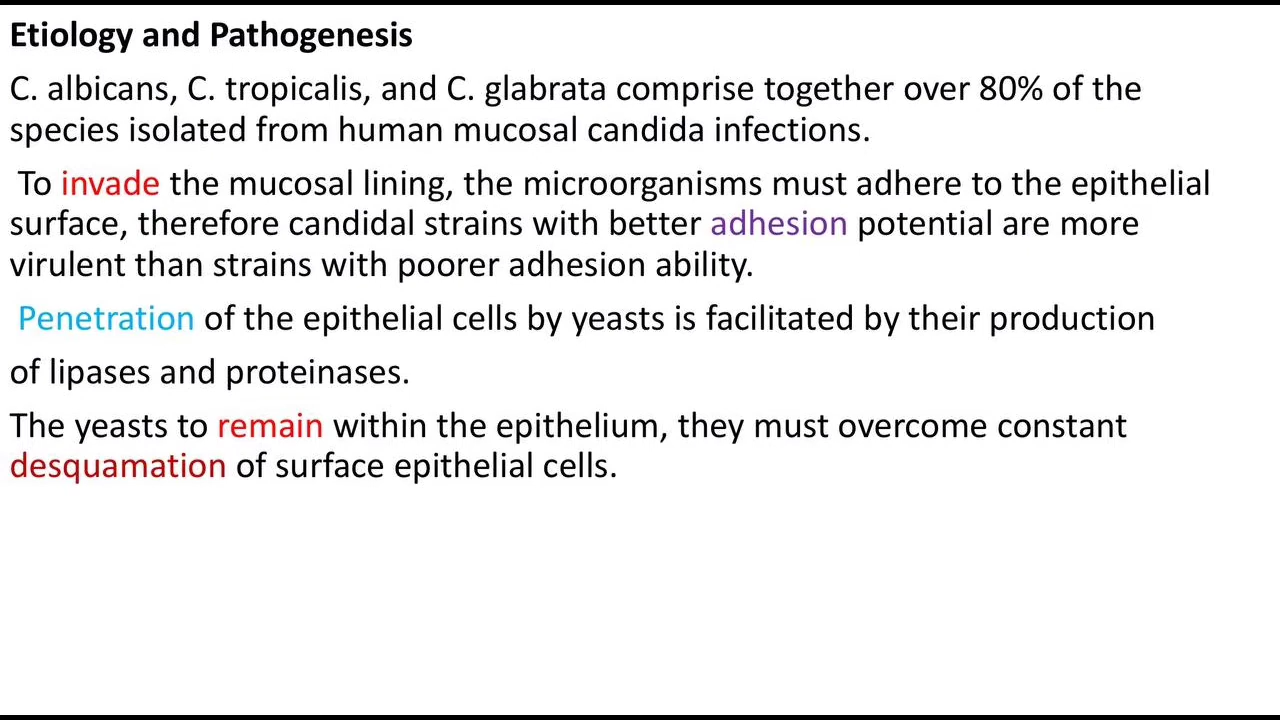 Etiology and Pathogenesis
C. albicans, C. tropicalis, and C. glabrata comprise together over 80% of the
species isolated from human mucosal candida infections.
To invade the mucosal lining, the microorganisms must adhere to the epithelial
surface, therefore candidal strains with better adhesion potential are more
virulent than strains with poorer adhesion ability.
Penetration of the epithelial cells by yeasts is facilitated by their production
of lipases and proteinases.
The yeasts to remain within the epithelium, they must overcome constant
desquamation of surface epithelial cells.